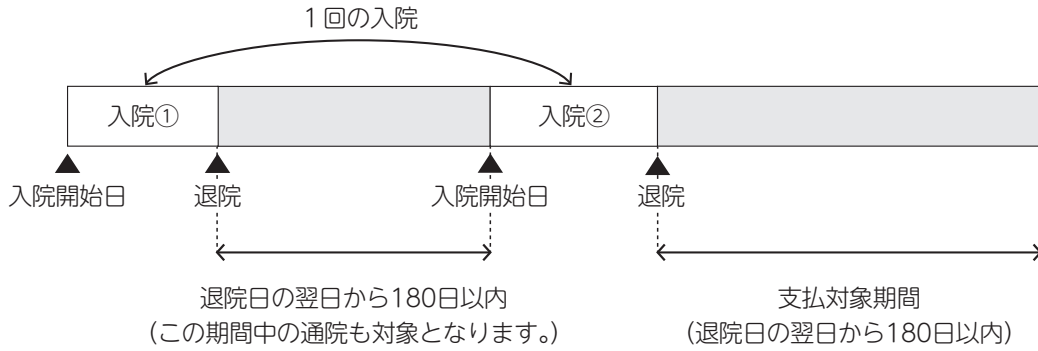 1回の入院
入院①
入院②
入院開始日
退院
入院開始日
退院
退院日の翌日から180日以内
（この期間中の通院も対象となります。）
支払対象期間
（退院日の翌日から180日以内）